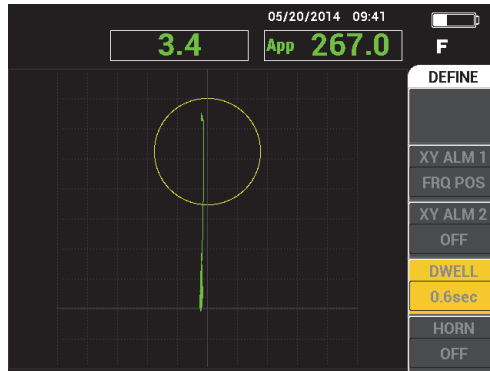 05/20/2014 09:41
3.4
App 267.0
F
DEFINE
XY ALM 1
FRQ POS
XY ALM 2
OFF
DWELL
0.6sec
HORN
OFF